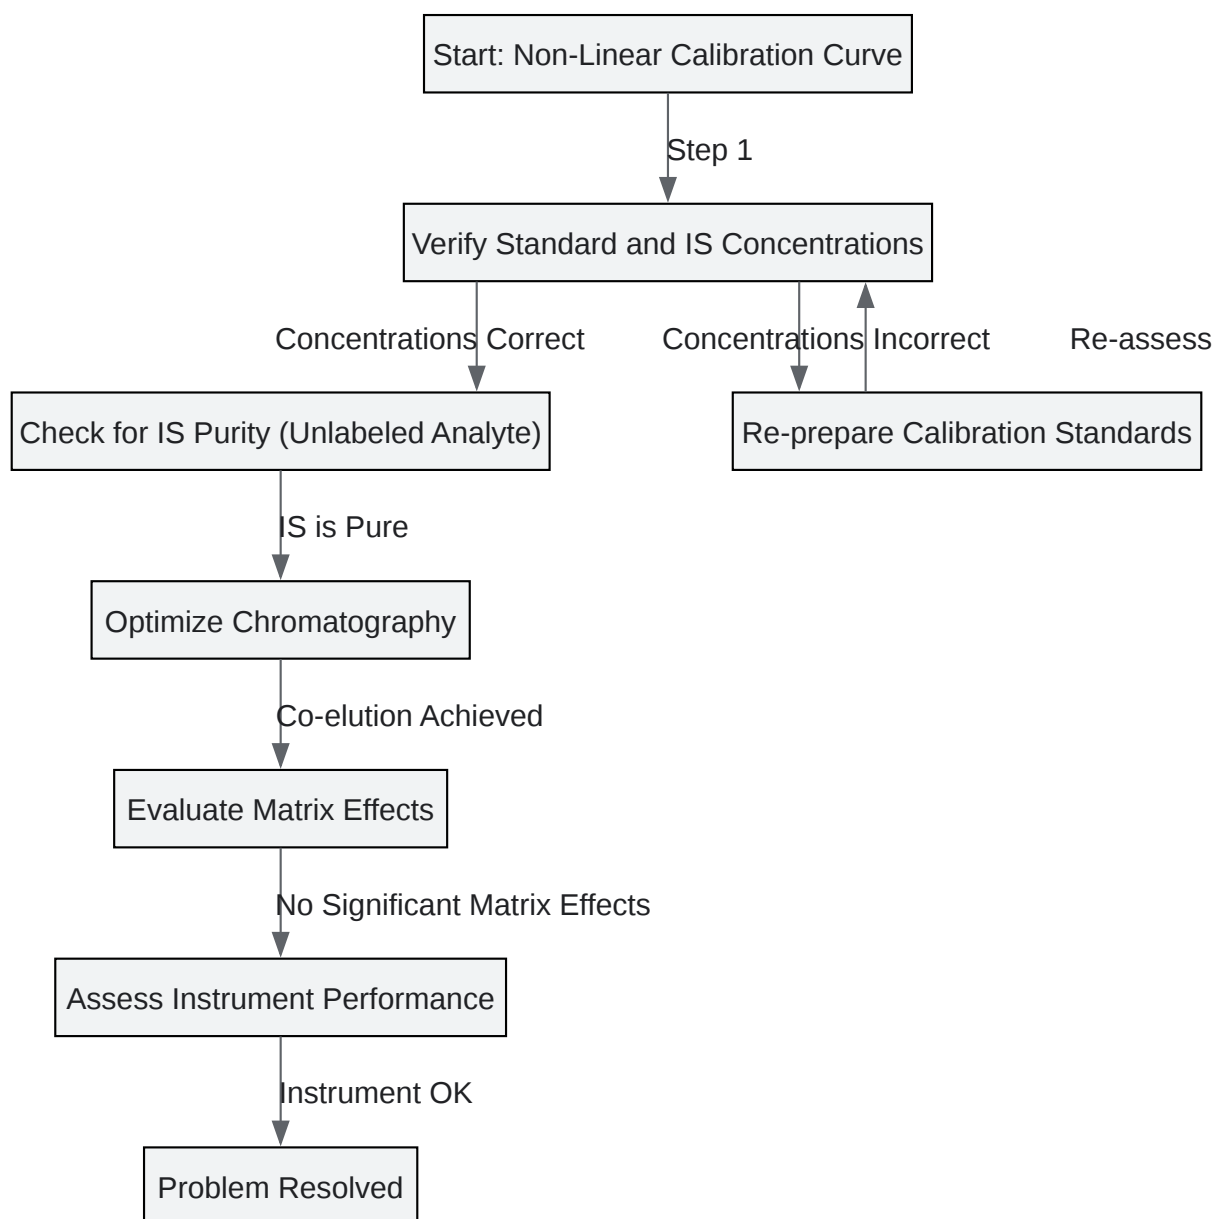 Start: Non-Linear Calibration Curve
Step 1
Verify Standard and IS Concentrations
Concentrations Correct
Concentrations Incorrect
Re-assess
Check for IS Purity (Unlabeled Analyte)
Re-prepare Calibration Standards
IS is Pure
Optimize Chromatography
Co-elution Achieved
Evaluate Matrix Effects
No Significant Matrix Effects
Assess Instrument Performance
Instrument OK
Problem Resolved